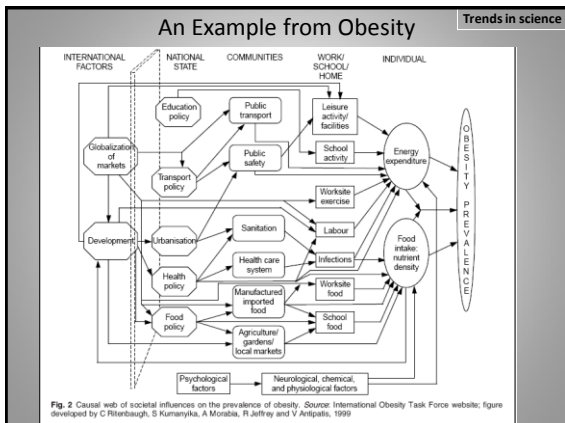 An Example from Obesity
Trends in science
INTERNATIONAL
FACTORS
NATIONAL
STATE
COMMUNITIES
WORK/
SCHOOL/
HOME
INDIVIDUAL
Education
policy
Public
transport
Leisure
activity/
facilities
Globalization
of
markets
Transport
policy
Public
safety
School
activity
Energy
expenditure
Worksite
exercise
Development
Urbanisation
Sanitation
Labour
Health
policy
Health care
system
Infections
Food
intake:
nutrient
density
Manufactured
imported
food
Worksite
food
Food
policy
Agriculture/
gardens/
local markets
School
food
OBESITY PREVALENCE
Psychological
factors
Neurological, chemical,
and physiological factors
Fig. 2 Causal web of societal influences on the prevalence of obesity. Source: International Obesity Task Force website; figure
developed by C Ritenbaugh, S Kumanyika, A Morabia, R Jeffrey and V Antipatis, 1999